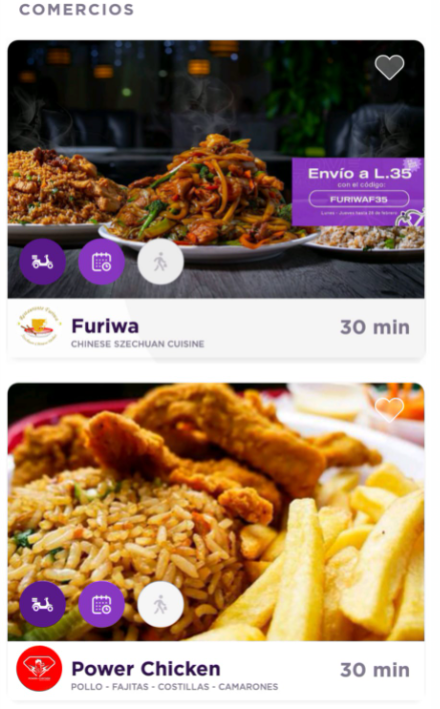 COMERCIOS
Envío a L.35
con el código:
FURIWAF35
Furiwa
30 min
CHINESE SZECHUAN CUISINE
Power Chicken
30 min
POLLO - FAJITAS - COSTILLAS - CAMARONES